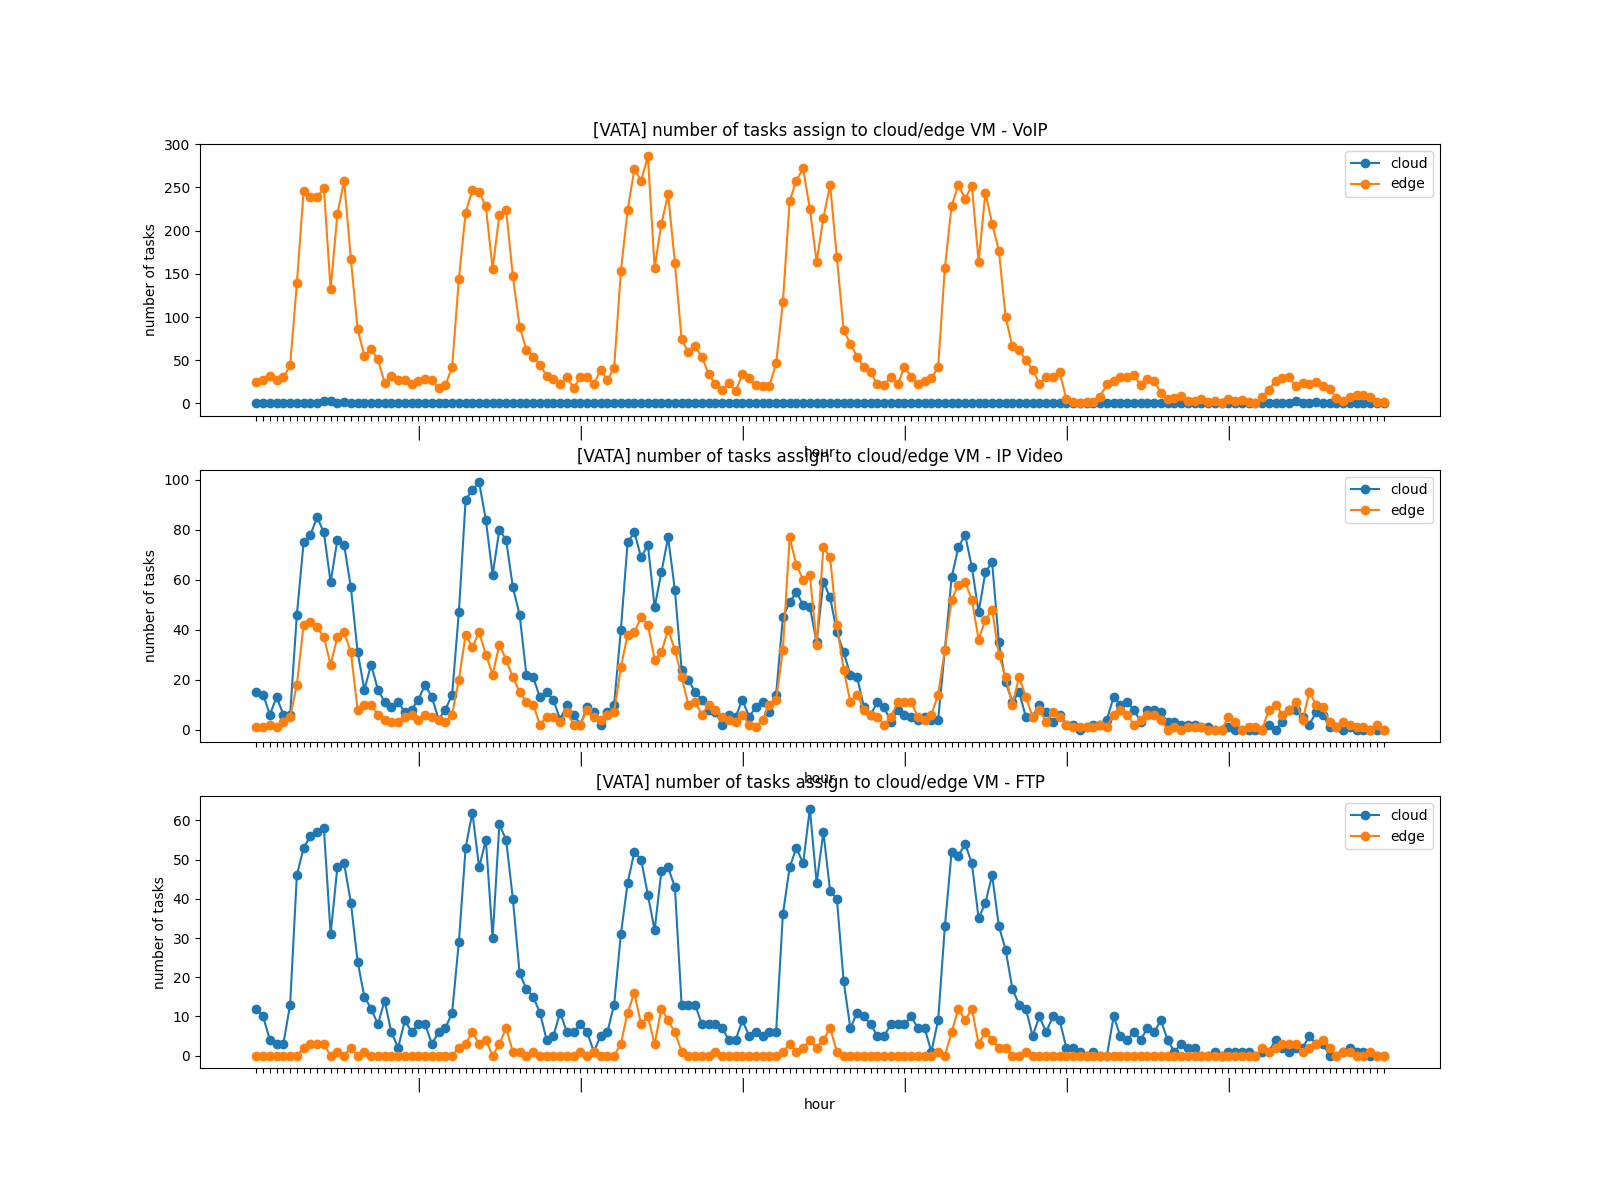 [VATA] number of tasks assign to cloud/edge VM - VoIP
300
250
200
150
100
50
0
number of tasks
cloud
edge
|
|
|
|
|
|
hour
[VATA] number of tasks assign to cloud/edge VM - IP Video
100
80
60
40
20
0
number of tasks
cloud
edge
|
|
|
|
|
|
hour
[VATA] number of tasks assign to cloud/edge VM - FTP
60
50
40
30
20
10
0
number of tasks
cloud
edge
|
|
|
|
|
|
hour